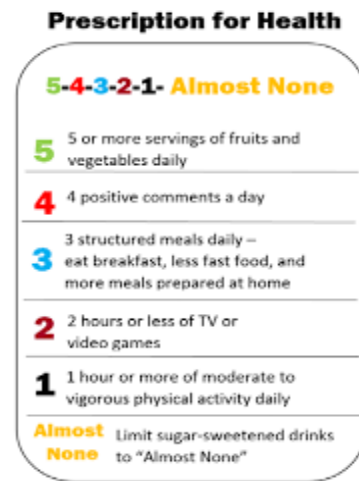 Prescription for Health
5-4-3-2-1- Almost None
5 5 or more servings of fruits and
vegetables daily
4 4 positive comments a day
3 structured meals daily –
3 eat breakfast, less fast food, and
more meals prepared at home
2 2 hours or less of TV or
video games
1 1 hour or more of moderate to
vigorous physical activity daily
Almost None Limit sugar-sweetened drinks
to “Almost None”